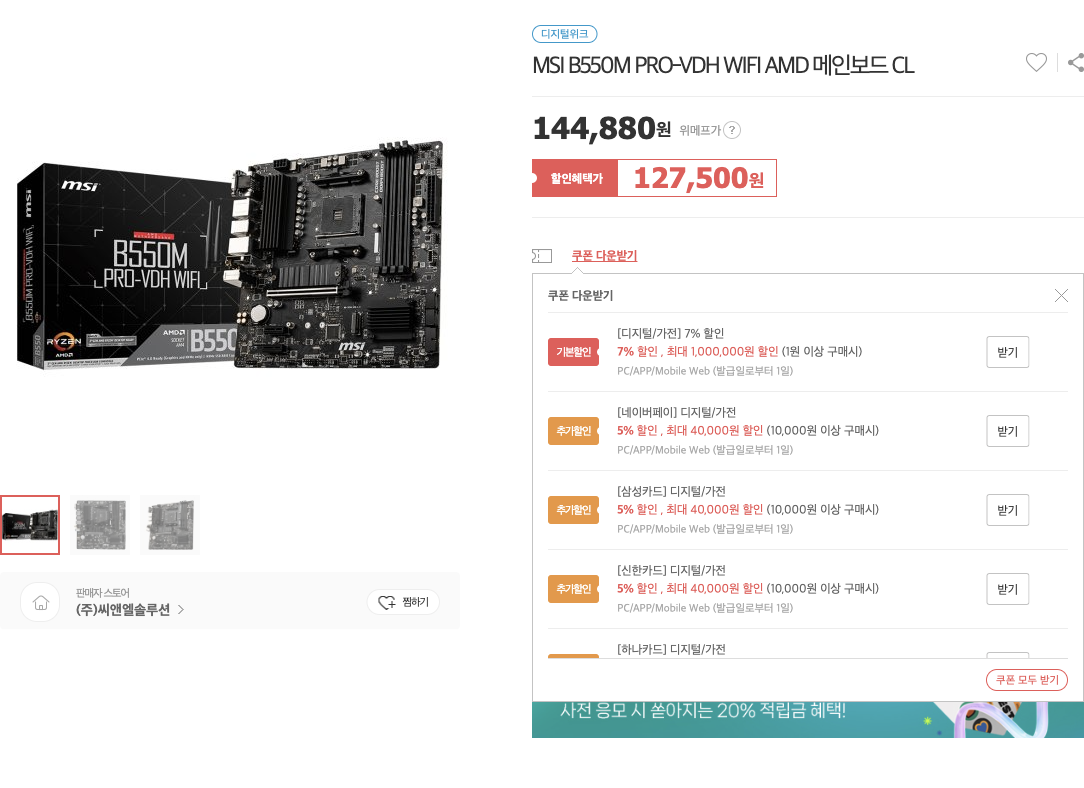 디지털위크
MSI B550M PRO-VDH WIFI AMD 메인보드 CL
144,880원 위메프가 ?
할인혜택가 127,500원
쿠폰 다운받기
쿠폰 다운받기
기본할인
[디지털/가전] 7% 할인
7% 할인 , 최대 1,000,000원 할인 (1원 이상 구매시)
PC/APP/Mobile Web (발급일로부터 1일)
받기
추가할인
[네이버페이] 디지털/가전
5% 할인 , 최대 40,000원 할인 (10,000원 이상 구매시)
PC/APP/Mobile Web (발급일로부터 1일)
받기
추가할인
[삼성카드] 디지털/가전
5% 할인 , 최대 40,000원 할인 (10,000원 이상 구매시)
PC/APP/Mobile Web (발급일로부터 1일)
받기
추가할인
[신한카드] 디지털/가전
5% 할인 , 최대 40,000원 할인 (10,000원 이상 구매시)
PC/APP/Mobile Web (발급일로부터 1일)
받기
[하나카드] 디지털/가전
쿠폰 모두 받기
사전 응모 시 쏟아지는 20% 적립금 혜택!
msi
msi
B550M
PRO-VDH WIFI
B550M PRO-VDH WIFI
RYZEN
AMD
AMD
SOCKET
AM4
B550
B550
msi
판매자 스토어
(주)씨앤엘솔루션
찜하기